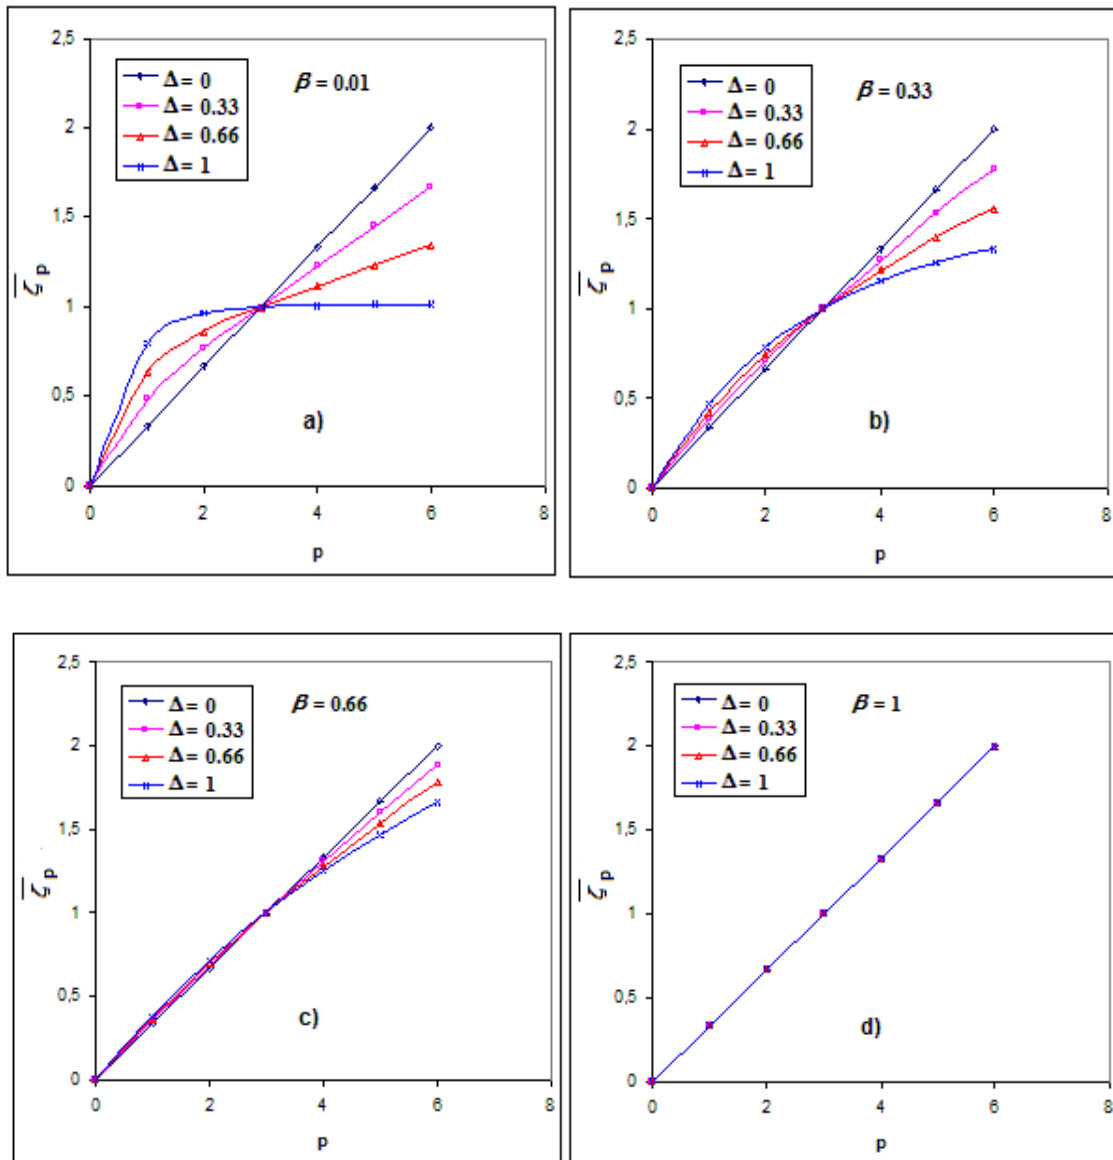 2,5
2
1,5
1
0,5
0
0 2 4 6 8
p
ζ̅p
Δ = 0
Δ = 0.33
Δ = 0.66
Δ = 1
β = 0.01
a)
2,5
2
1,5
1
0,5
0
0 2 4 6 8
p
ζ̅p
Δ = 0
Δ = 0.33
Δ = 0.66
Δ = 1
β = 0.33
b)
2,5
2
1,5
1
0,5
0
0 2 4 6 8
p
ζ̅p
Δ = 0
Δ = 0.33
Δ = 0.66
Δ = 1
β = 0.66
c)
2,5
2
1,5
1
0,5
0
0 2 4 6 8
p
ζ̅p
Δ = 0
Δ = 0.33
Δ = 0.66
Δ = 1
β = 1
d)